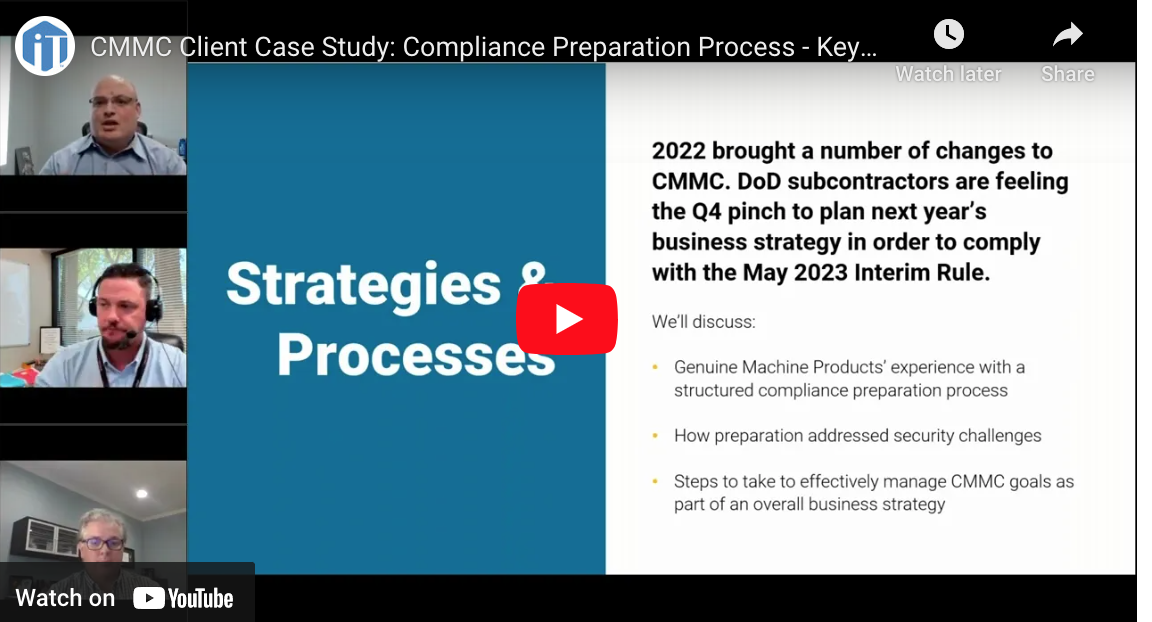 iT
CMMC Client Case Study: Compliance Preparation Process - Key...
Watch later
Share
Strategies &
Processes
2022 brought a number of changes to
CMMC. DoD subcontractors are feeling
the Q4 pinch to plan next year’s
business strategy in order to comply
with the May 2023 Interim Rule.
We’ll discuss:
• Genuine Machine Products’ experience with a
structured compliance preparation process
• How preparation addressed security challenges
• Steps to take to effectively manage CMMC goals as
part of an overall business strategy
Watch on YouTube